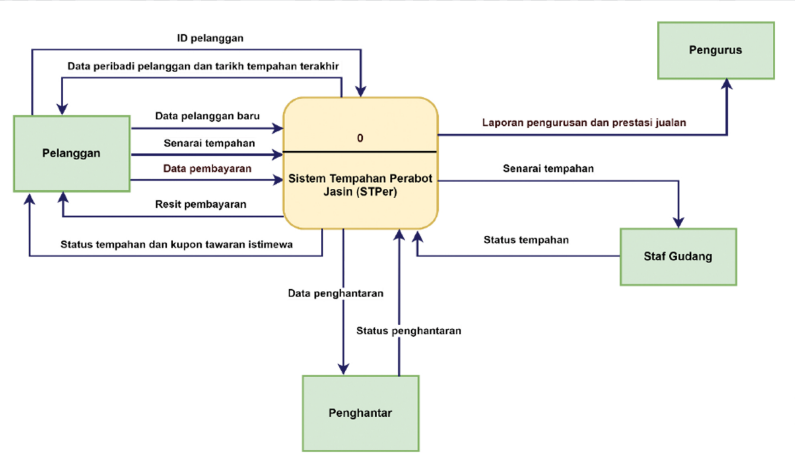 ID pelanggan
Pengurus
Data peribadi pelanggan dan tarikh tempahan terakhir
Data pelanggan baru
Laporan pengurusan dan prestasi jualan
0
Senarai tempahan
Pelanggan
Data pembayaran
Senarai tempahan
Sistem Tempahan Perabot
Jasin (STPer)
Resit pembayaran
Status tempahan dan kupon tawaran istimewa
Status tempahan
Staf Gudang
Data penghantaran
Status penghantaran
Penghantar